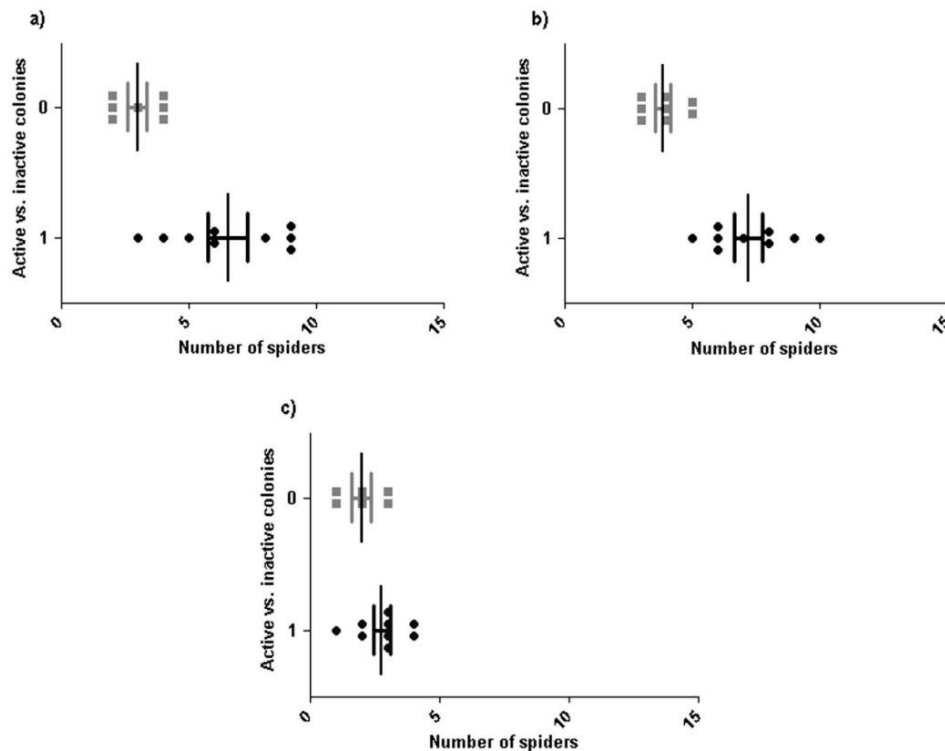 a)
Active vs. inactive colonies
0
1
0
5
10
15
Number of spiders
b)
Active vs. inactive colonies
0
1
0
5
10
15
Number of spiders
c)
Active vs. inactive colonies
0
1
0
5
10
15
Number of spiders